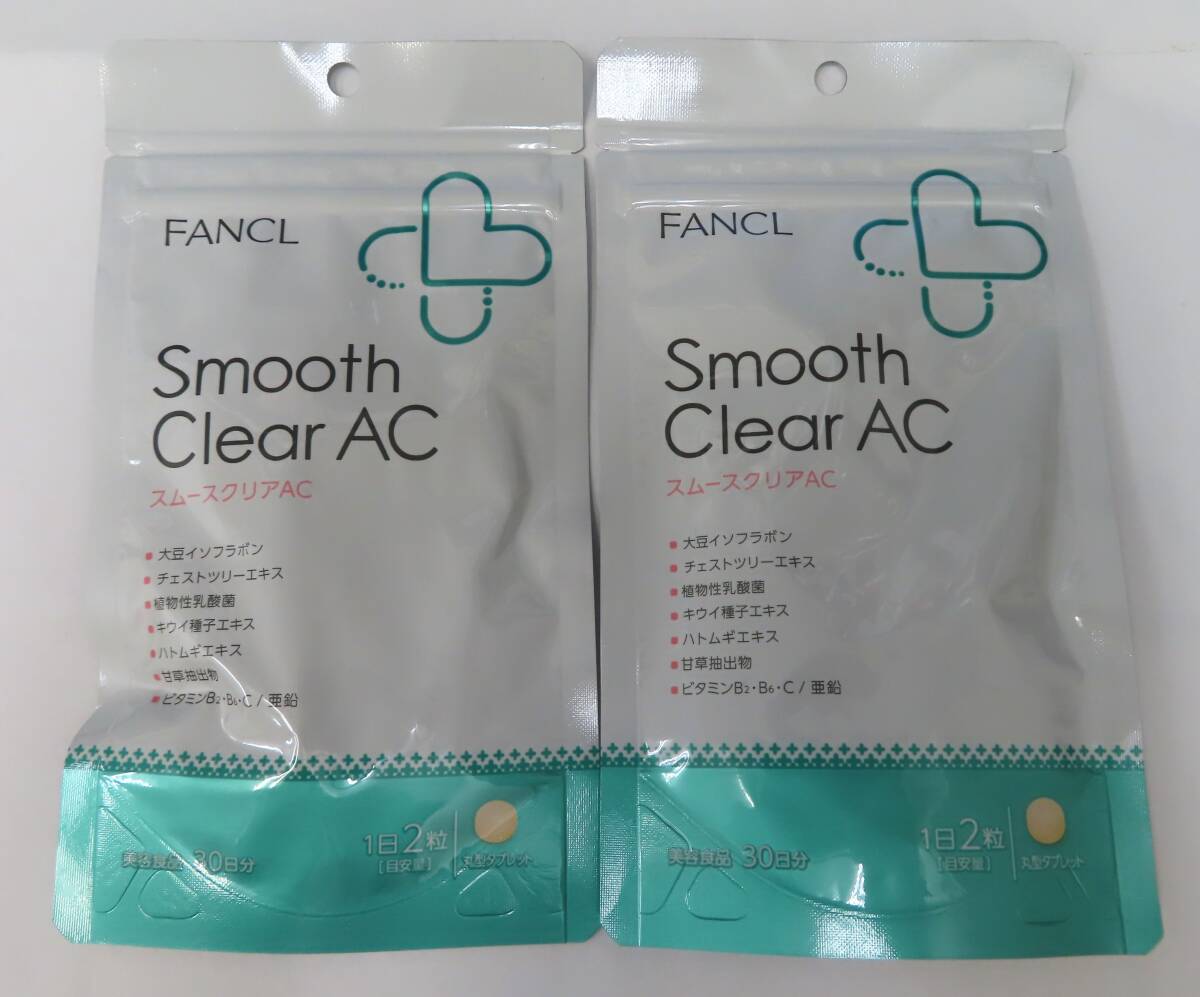 FANCL
Smooth
Clear AC
スムースクリアAC
大豆イソフラボン
チェストツリーエキス
植物性乳酸菌
キウイ種子エキス
ハトムギエキス
甘草抽出物
ビタミンB2・B6・C / 亜鉛
美容食品 30日分
1日2粒
[目安量]
丸型タブレット
FANCL
Smooth
Clear AC
スムースクリアAC
大豆イソフラボン
チェストツリーエキス
植物性乳酸菌
キウイ種子エキス
ハトムギエキス
甘草抽出物
ビタミンB2・B6・C / 亜鉛
美容食品 30日分
1日2粒
[目安量]
丸型タブレット